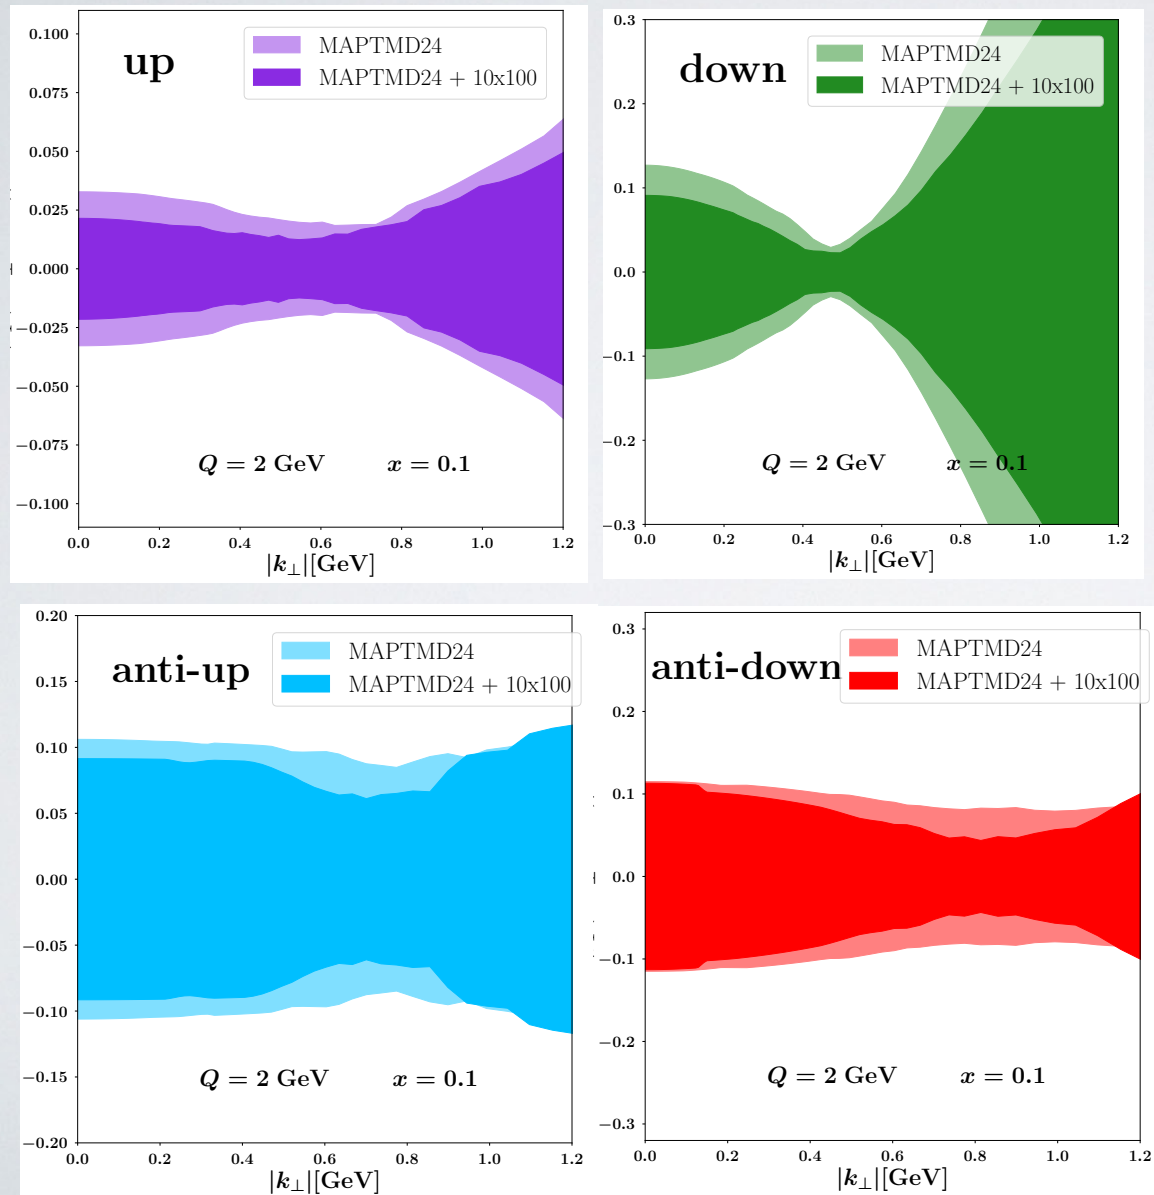 up
MAPTMD24
MAPTMD24 + 10x100
0.100
0.075
0.050
0.025
0.000
−0.025
−0.050
−0.075
−0.100
Q = 2 GeV x = 0.1
0.0 0.2 0.4 0.6 0.8 1.0 1.2
|k⊥|[GeV]
down
MAPTMD24
MAPTMD24 + 10x100
0.3
0.2
0.1
0.0
−0.1
−0.2
−0.3
Q = 2 GeV x = 0.1
0.0 0.2 0.4 0.6 0.8 1.0 1.2
|k⊥|[GeV]
anti-up
MAPTMD24
MAPTMD24 + 10x100
0.20
0.15
0.10
0.05
0.00
−0.05
−0.10
−0.15
−0.20
Q = 2 GeV x = 0.1
0.0 0.2 0.4 0.6 0.8 1.0 1.2
|k⊥|[GeV]
anti-down
MAPTMD24
MAPTMD24 + 10x100
0.3
0.2
0.1
0.0
−0.1
−0.2
−0.3
Q = 2 GeV x = 0.1
0.0 0.2 0.4 0.6 0.8 1.0 1.2
|k⊥|[GeV]